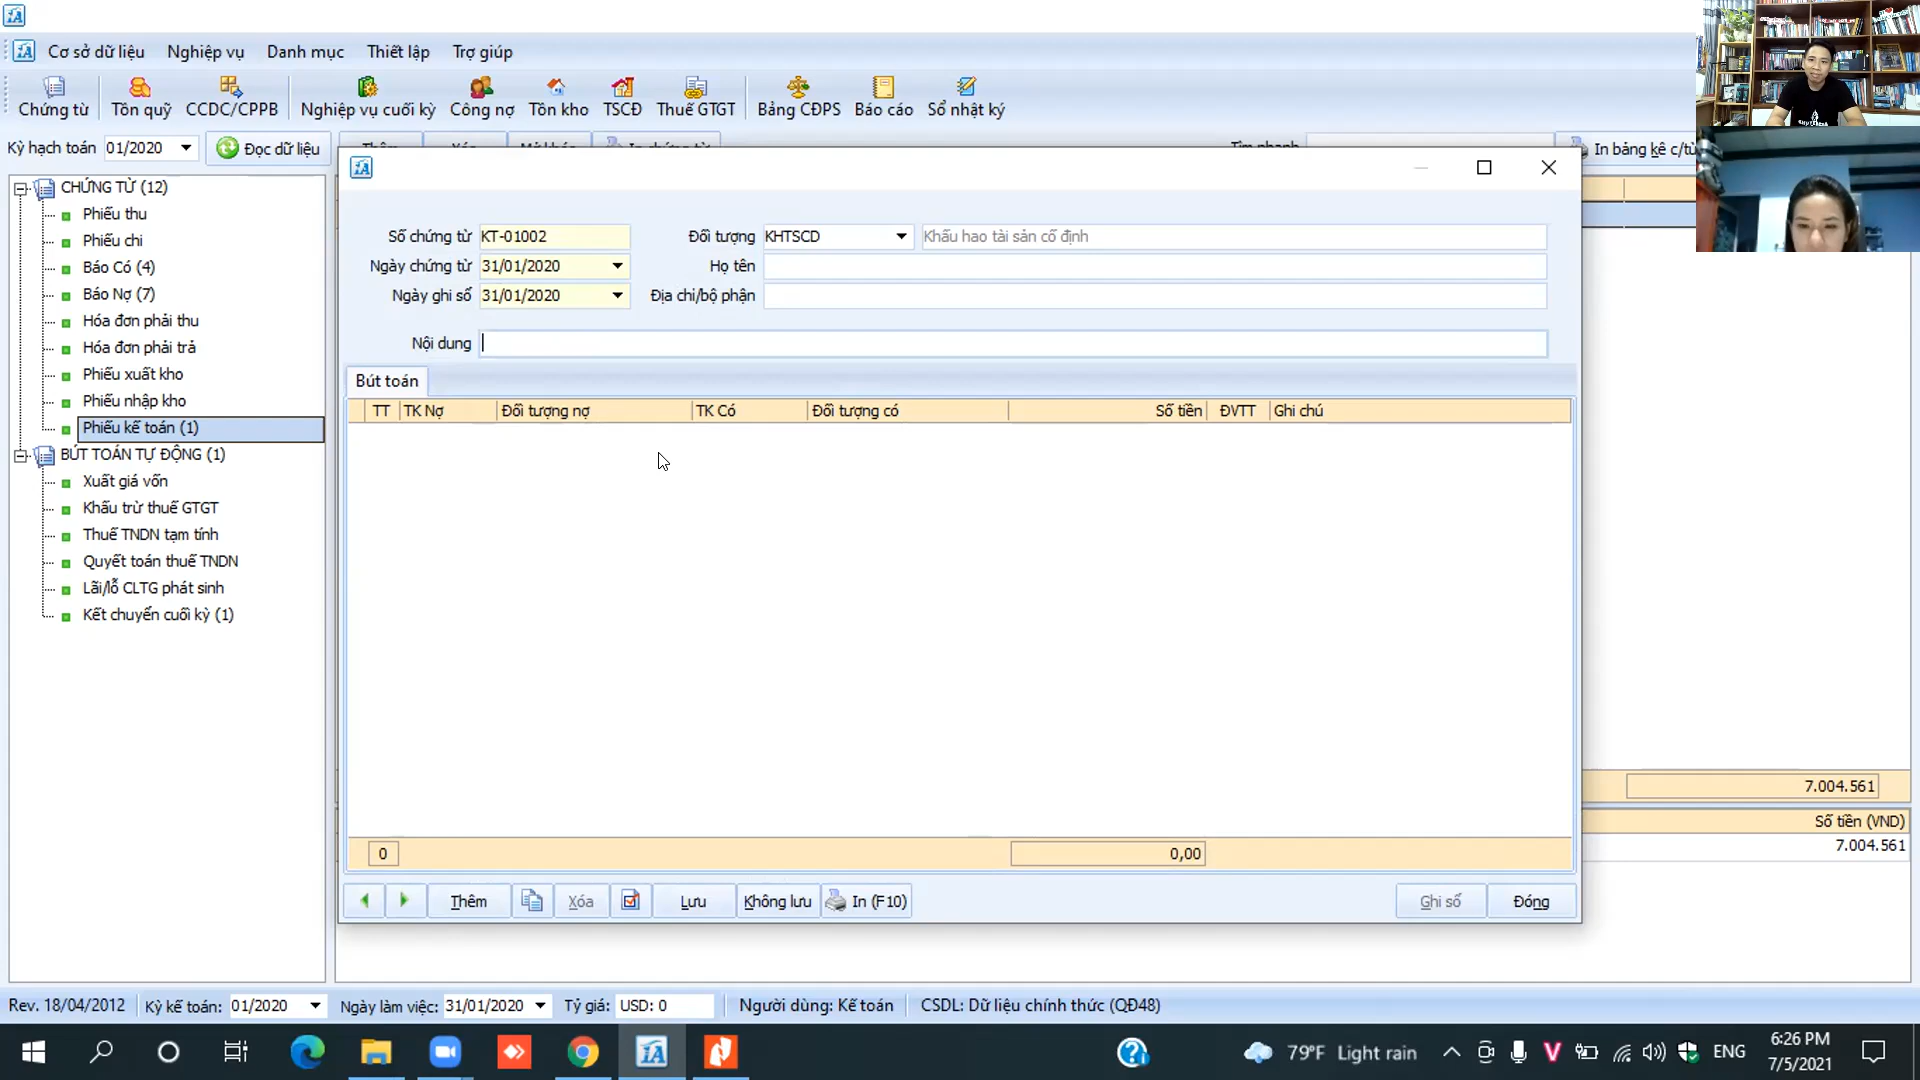 Cơ sở dữ liệu Nghiệp vụ Danh mục Thiết lập Trợ giúp
Chứng từ Tồn quỹ CCDC/CPPB Nghiệp vụ cuối kỳ Công nợ Tồn kho TSCĐ Thuế GTGT Bảng CĐPS Báo cáo Sổ nhật ký
Kỳ hạch toán 01/2020 Đọc dữ liệu In bảng kê c/từ
CHỨNG TỪ (12)
Phiếu thu
Phiếu chi
Báo Có (4)
Báo Nợ (7)
Hóa đơn phải thu
Hóa đơn phải trả
Phiếu xuất kho
Phiếu nhập kho
Phiếu kế toán (1)
BÚT TOÁN TỰ ĐỘNG (1)
Xuất giá vốn
Khấu trừ thuế GTGT
Thuế TNDN tạm tính
Quyết toán thuế TNDN
Lãi/lỗ CLTG phát sinh
Kết chuyển cuối kỳ (1)
Số chứng từ KT-01002 Đối tượng KHTSCD Khấu hao tài sản cố định
Ngày chứng từ 31/01/2020 Họ tên
Ngày ghi sổ 31/01/2020 Địa chỉ/bộ phận
Nội dung
Bút toán
TT TK Nợ Đối tượng nợ TK Có Đối tượng có Số tiền ĐVTT Ghi chú
0 0,00
Thêm Xóa Lưu Không lưu In (F10) Ghi sổ Đóng
7.004.561
Số tiền (VND)
7.004.561
Rev. 18/04/2012 Kỳ kế toán: 01/2020 Ngày làm việc: 31/01/2020 Tỷ giá: USD: 0 Người dùng: Kế toán CSDL: Dữ liệu chính thức (QĐ48)
79°F Light rain ENG 6:26 PM
7/5/2021